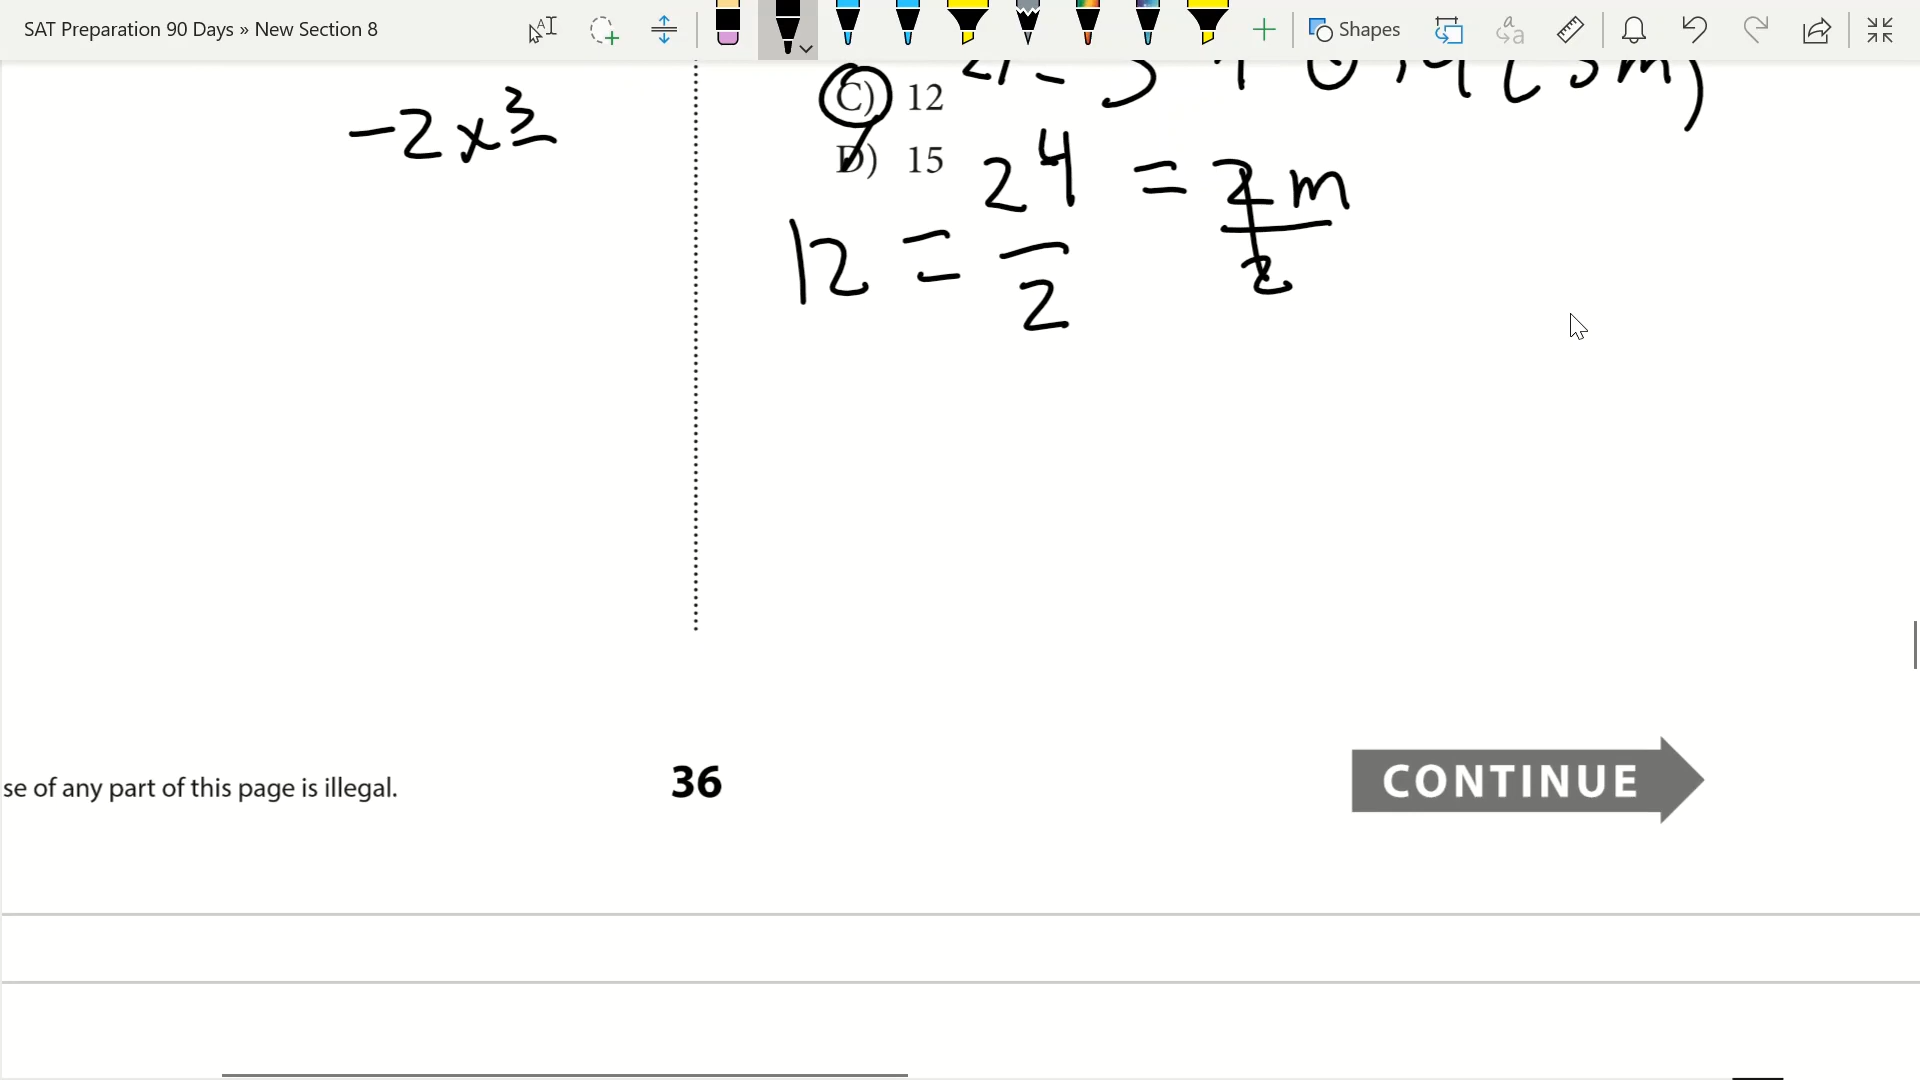 SAT Preparation 90 Days » New Section 8
Shapes
-2x³
C) 12
D) 15
24 = 2m
12 = 2 2
se of any part of this page is illegal.
36
CONTINUE